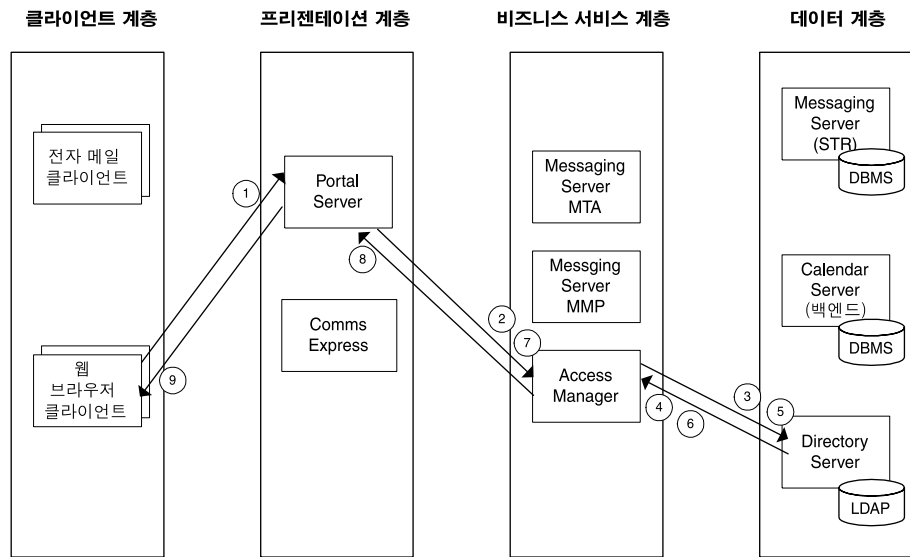 클라이언트 계층
프리젠테이션 계층
비즈니스 서비스 계층
데이터 계층
전자 메일
클라이언트
웹
브라우저
클라이언트
1
9
Portal
Server
8
Comms
Express
2
7
Messaging
Server
MTA
Messging
Server
MMP
Access
Manager
4
6
3
5
Messaging
Server
(STR)
DBMS
Calendar
Server
(백엔드)
DBMS
Directory
Server
LDAP